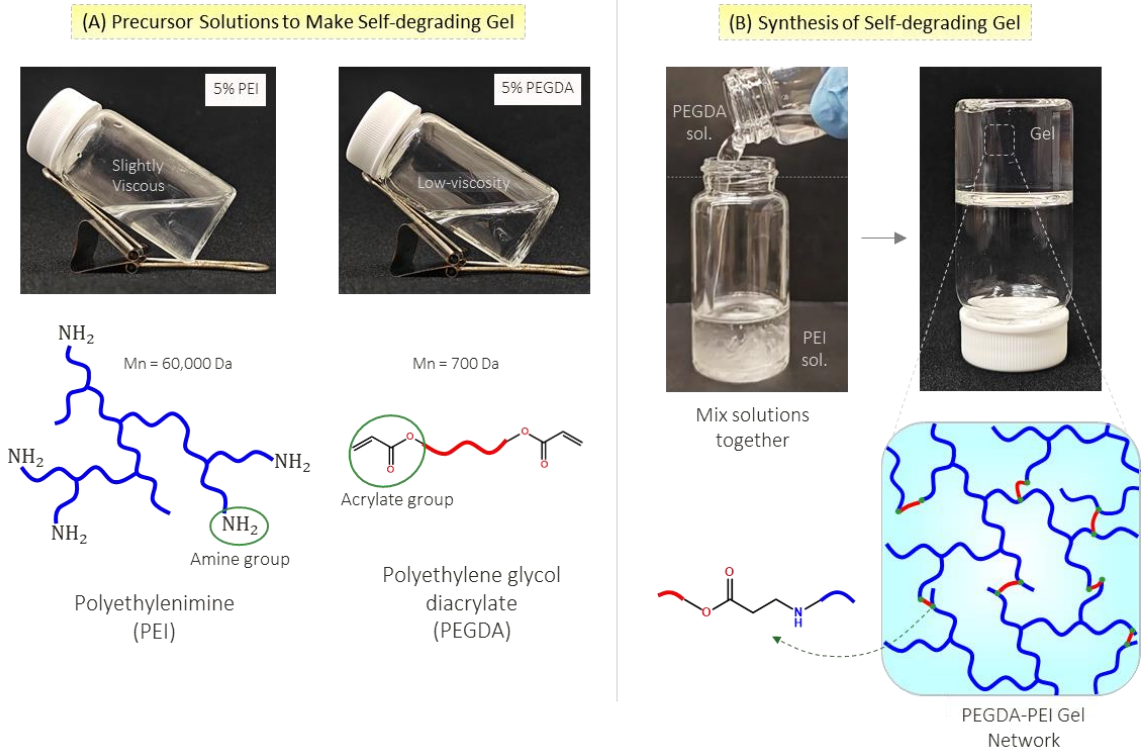 (A) Precursor Solutions to Make Self-degrading Gel
5% PEI
Slightly
Viscous
5% PEGDA
Low-viscosity
NH2
Mn = 60,000 Da
NH2
NH2
NH2
NH2
Amine group
Polyethylenimine
(PEI)
Mn = 700 Da
O
O
O
O
Acrylate group
Polyethylene glycol
diacrylate
(PEGDA)
(B) Synthesis of Self-degrading Gel
PEGDA
sol.
PEI
sol.
Mix solutions
together
Gel
O
O
N
H
PEGDA-PEI Gel
Network